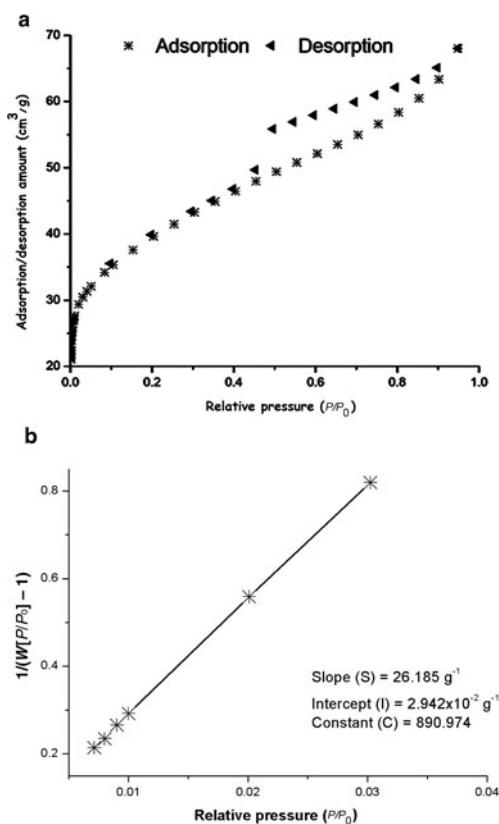 a
Adsorption Desorption
80
70
60
50
40
30
20
Adsorption/desorption amount (cm³/g)
0.0 0.2 0.4 0.6 0.8 1.0
Relative pressure (P/P₀)
b
0.8
0.6
0.4
0.2
1/(W[P/P₀] − 1)
Slope (S) = 26.185 g⁻¹
Intercept (I) = 2.942x10⁻² g⁻¹
Constant (C) = 890.974
0.01 0.02 0.03 0.04
Relative pressure (P/P₀)